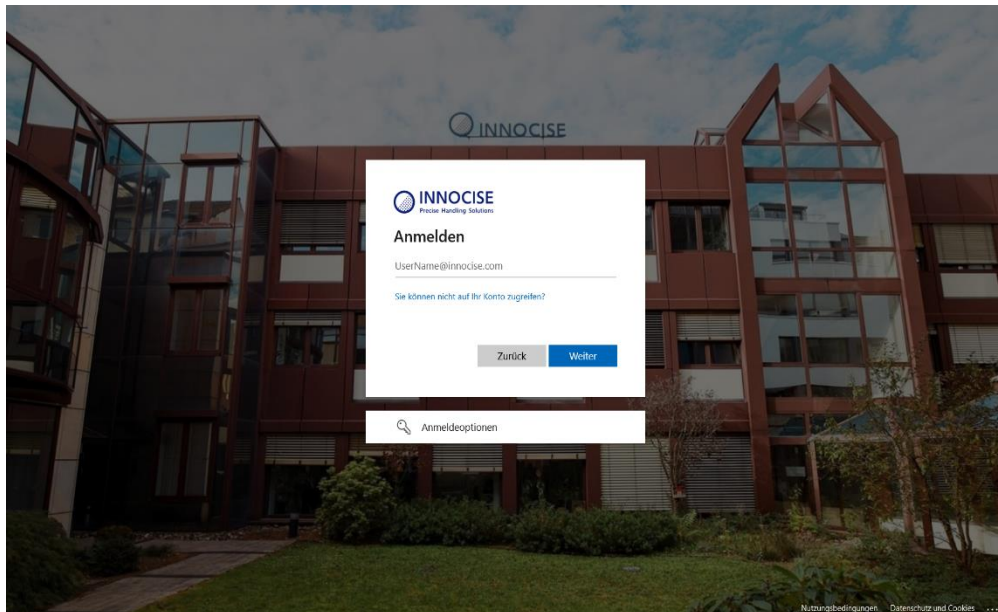 INNOCISE
INNOCISE
Precise Handling Solutions
Anmelden
UserName@innocise.com
Sie können nicht auf Ihr Konto zugreifen?
Zurück
Weiter
Anmeldeoptionen
Nutzungsbedingungen Datenschutz und Cookies ...